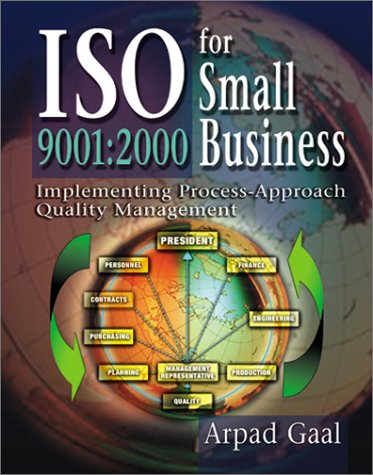 ISO
9001:2000
for
Small
Business
Implementing Process-Approach
Quality Management
PRESIDENT
PERSONNEL
FINANCE
CONTRACTS
ENGINEERING
PURCHASING
PLANNING
MANAGEMENT
REPRESENTATIVE
PRODUCTION
QUALITY
Arpad Gaal